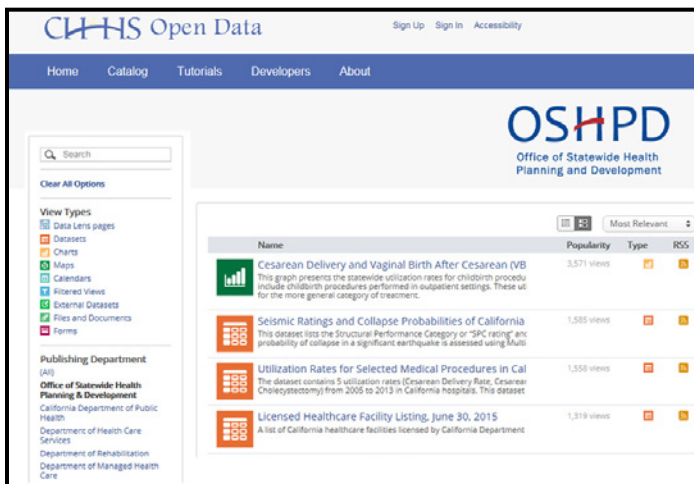 CHHS Open Data
Sign Up Sign In Accessibility
Home Catalog Tutorials Developers About
OSHPD
Office of Statewide Health
Planning and Development
Search
Clear All Options
View Types
Data Lens pages
Datasets
Charts
Maps
Calendars
Filtered Views
External Datasets
Files and Documents
Forms
Publishing Department
(All)
Office of Statewide Health
Planning & Development
California Department of Public
Health
Department of Health Care
Services
Department of Rehabilitation
Department of Managed Health
Care
Most Relevant
Name Popularity Type RSS
Cesarean Delivery and Vaginal Birth After Cesarean (VB
This graph presents the statewide utilization rates for childbirth procedu
include childbirth procedures performed in outpatient settings. These uti
for the more general category of treatment.
3,571 views
Seismic Ratings and Collapse Probabilities of California
This dataset lists the Structural Performance Category or "SPC rating" and
probability of collapse in a significant earthquake is assessed using Multi
1,585 views
Utilization Rates for Selected Medical Procedures in Cal
The dataset contains 5 utilization rates (Cesarean Delivery Rate, Cesarean
Cholecystectomy) from 2005 to 2013 in California hospitals. This dataset
1,550 views
Licensed Healthcare Facility Listing, June 30, 2015
A list of California healthcare facilities licensed by California Department
1,319 views